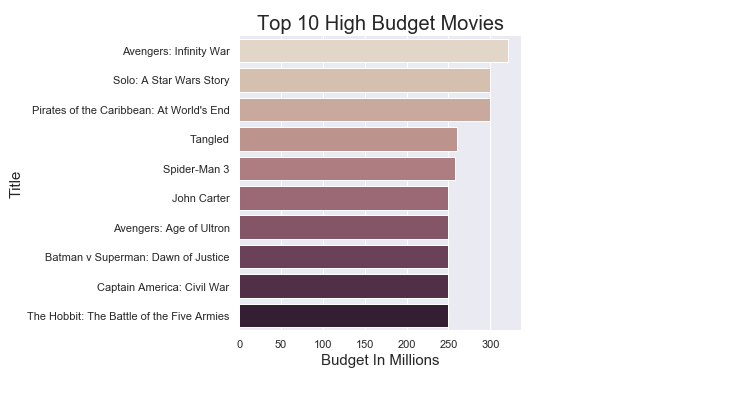 Top 10 High Budget Movies
Avengers: Infinity War
Solo: A Star Wars Story
Pirates of the Caribbean: At World's End
Tangled
Spider-Man 3
John Carter
Avengers: Age of Ultron
Batman v Superman: Dawn of Justice
Captain America: Civil War
The Hobbit: The Battle of the Five Armies
Title
0 50 100 150 200 250 300
Budget In Millions